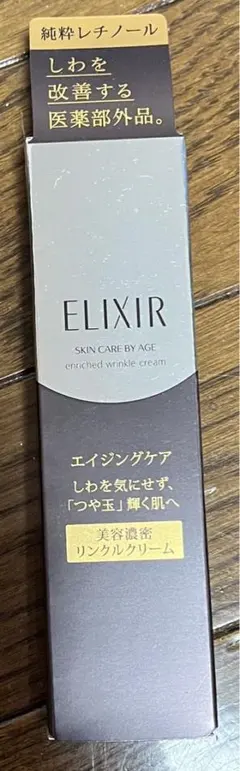 純粋レチノール
しわを
改善する
医薬部外品。
ELIXIR
SKIN CARE BY AGE
enriched wrinkle cream
エイジングケア
しわを気にせず、
「つや玉」輝く肌へ
美容濃密
リンクルクリーム